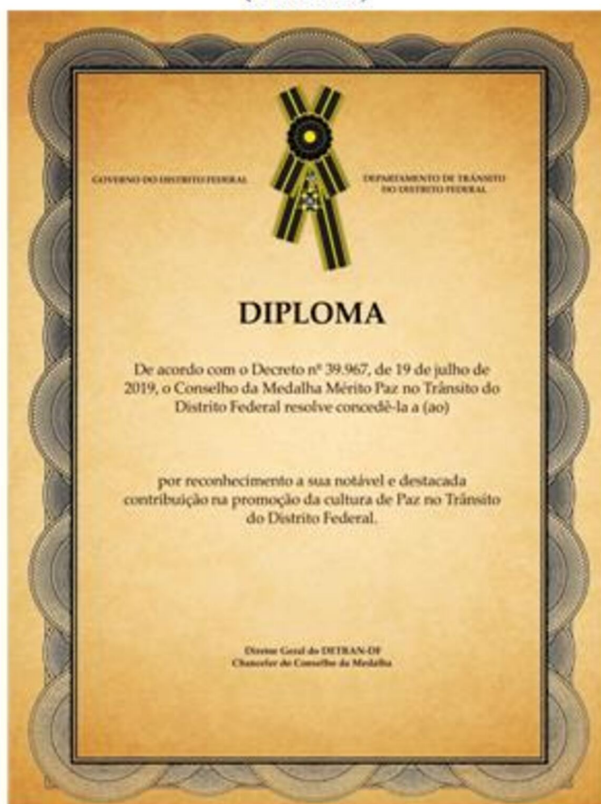 GOVERNO DO DISTRITO FEDERAL
DEPARTAMENTO DE TRÂNSITO
DO DISTRITO FEDERAL
DIPLOMA
De acordo com o Decreto nº 39.967, de 19 de julho de
2019, o Conselho da Medalha Mérito Paz no Trânsito do
Distrito Federal resolve concedê-la a (ao)
por reconhecimento a sua notável e destacada
contribuição na promoção da cultura de Paz no Trânsito
do Distrito Federal.
Diretor Geral do DETRAN-DF
Chanceler do Conselho da Medalha